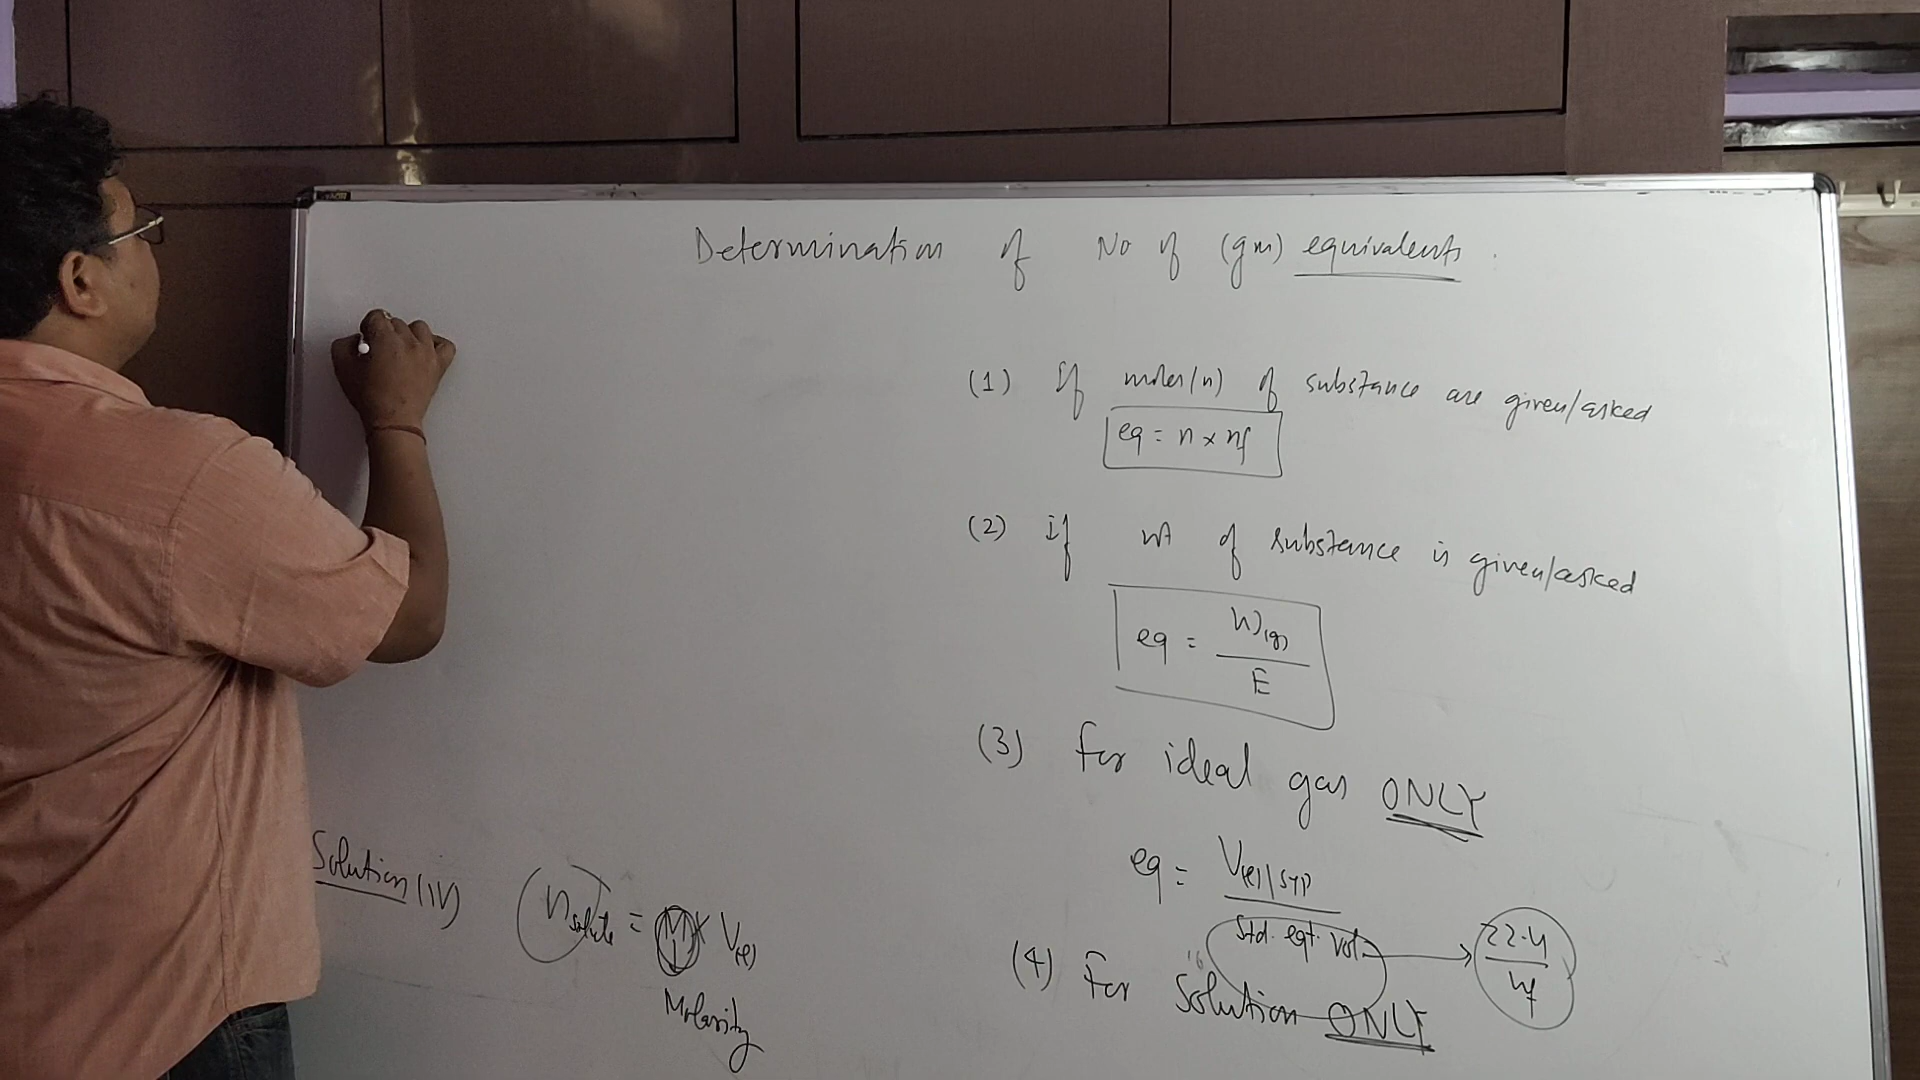 Determination of No of (gm) equivalents.
(1) If moles(n) of substance are given/asked
eq = n × nf
(2) If wt of substance is given/asked
eq = W(g) / E
(3) For ideal gas ONLY
eq = V(l)|STP / Std. eqt. vol. → 22.4 / nf
(4) For Solution ONLY
Solution (IV) n solute = M × V(l)
Molarity